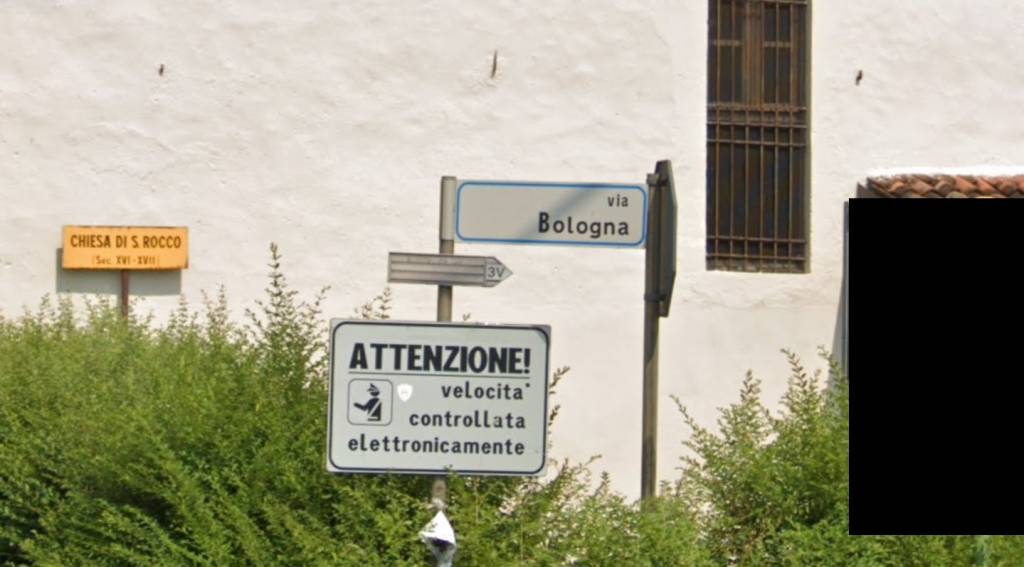 CHIESA DI S. ROCCO
(Sec. XVI - XVII)
via
Bologna
3V
ATTENZIONE!
velocita'
controllata
elettronicamente